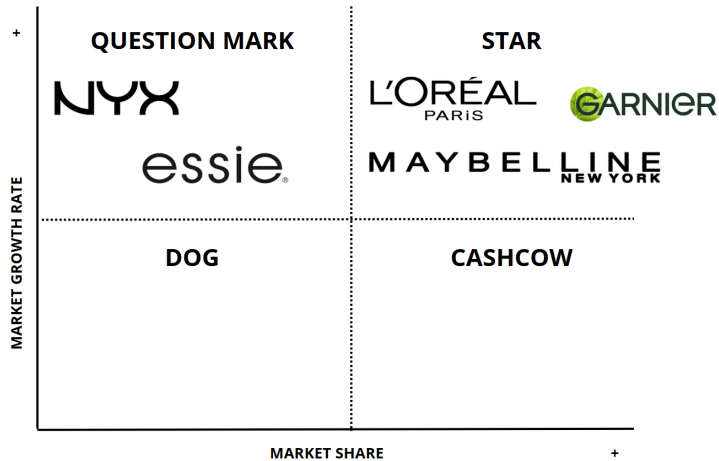 +
QUESTION MARK
STAR
NYX
L'ORÉAL
PARiS
GARNIER
essie®
MAYBELLINE
NEW YORK
MARKET GROWTH RATE
DOG
CASHCOW
MARKET SHARE
+